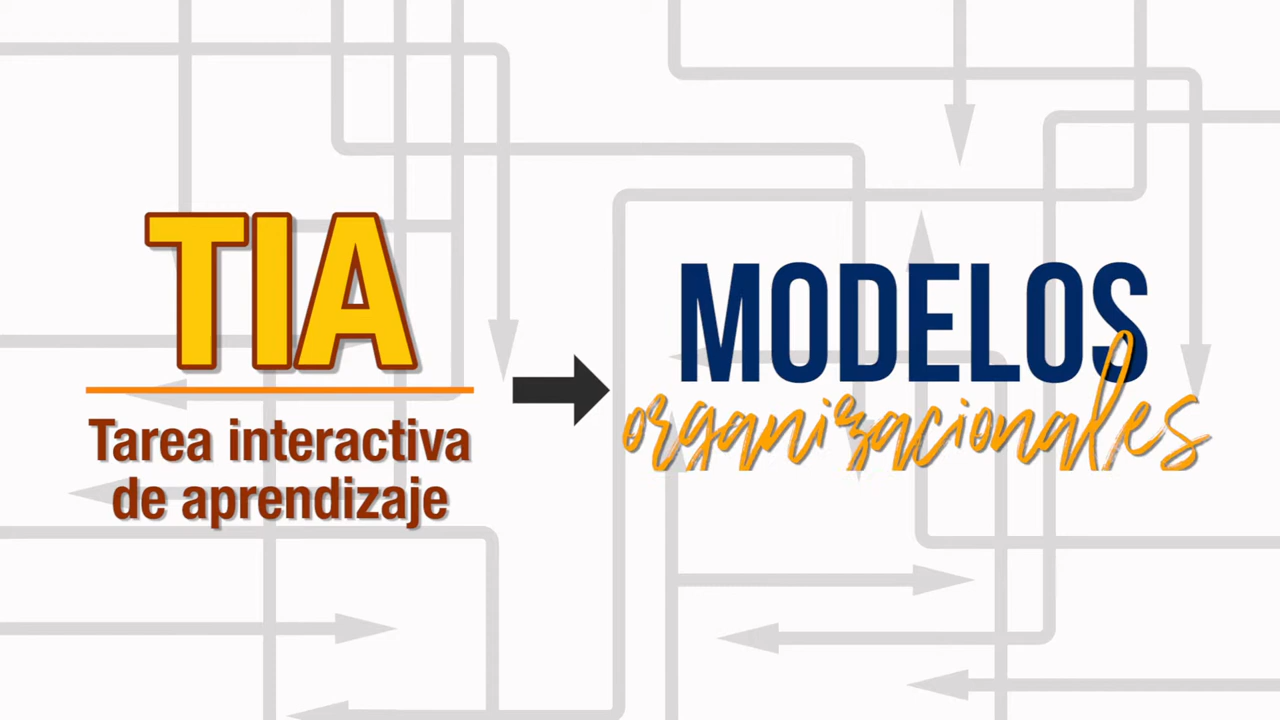 TIA
Tarea interactiva
de aprendizaje
MODELOS
organizacionales